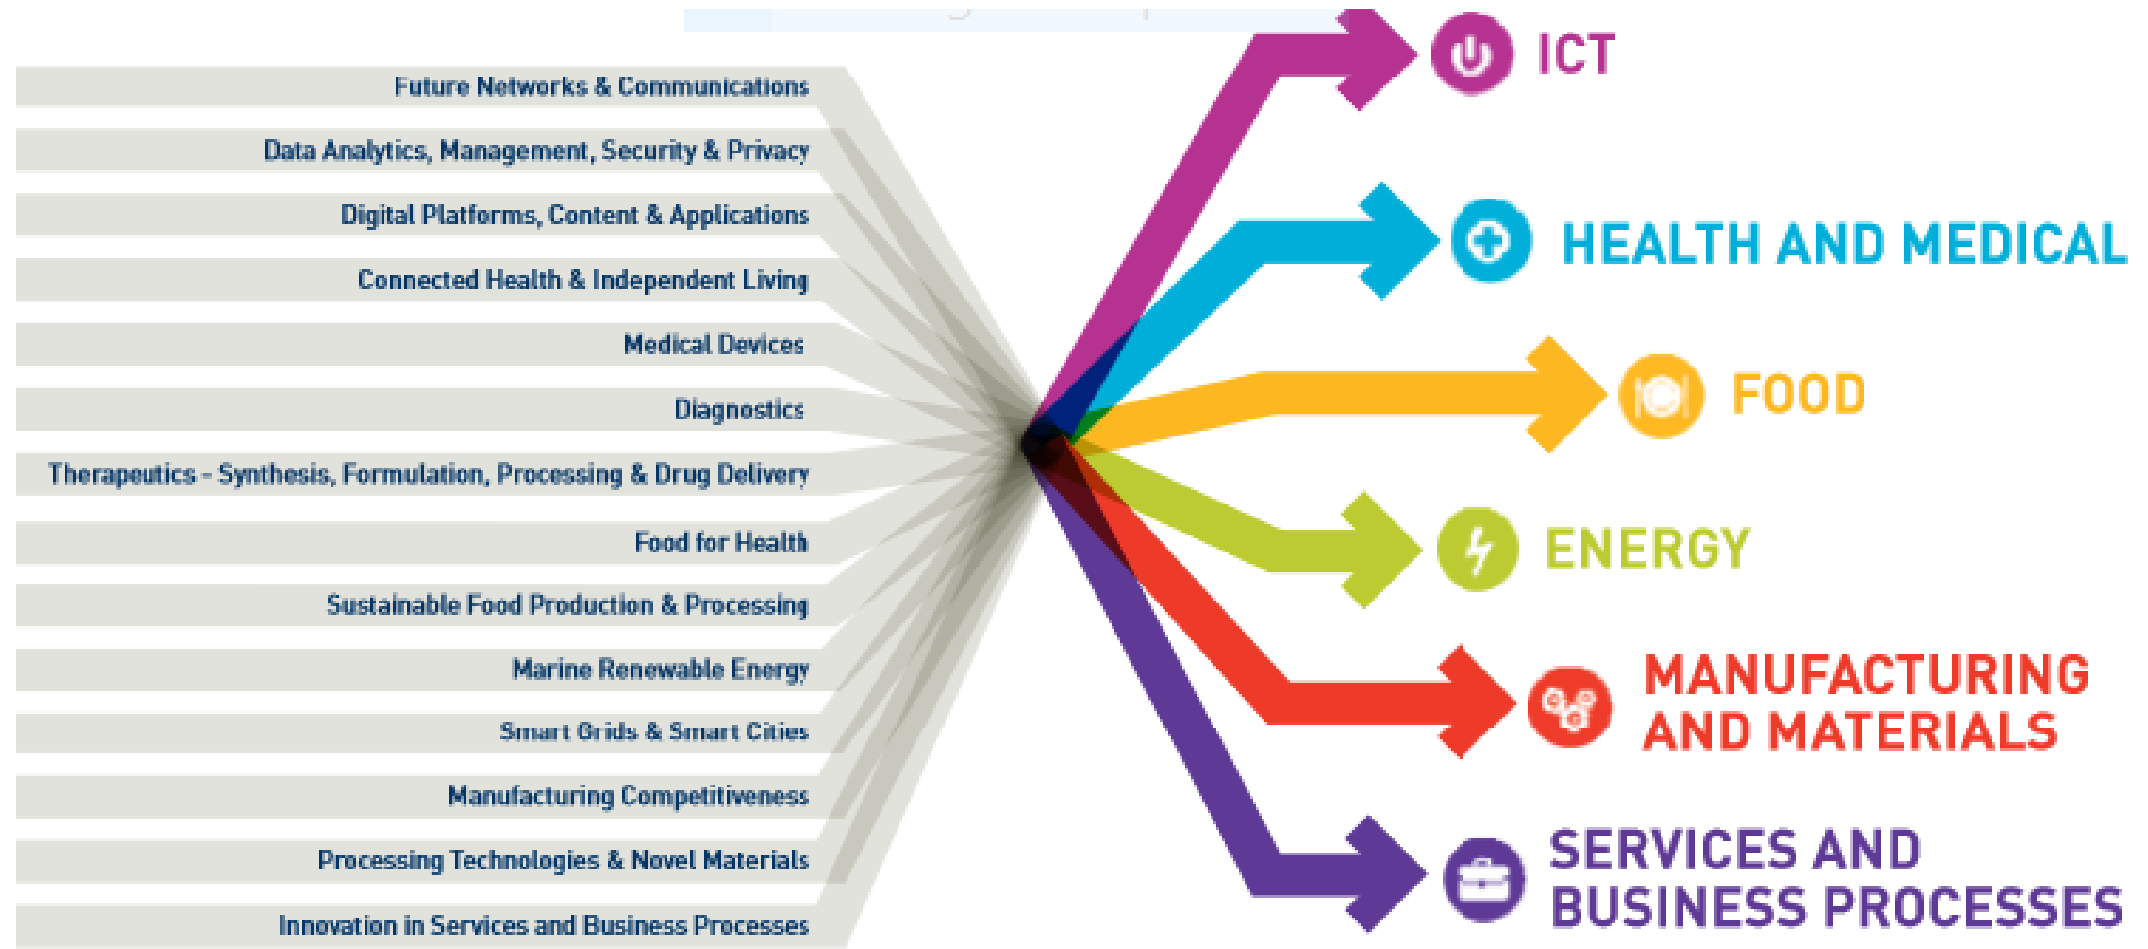 Future Networks & Communications
Data Analytics, Management, Security & Privacy
Digital Platforms, Content & Applications
Connected Health & Independent Living
Medical Devices
Diagnostics
Therapeutics - Synthesis, Formulation, Processing & Drug Delivery
Food for Health
Sustainable Food Production & Processing
Marine Renewable Energy
Smart Grids & Smart Cities
Manufacturing Competitiveness
Processing Technologies & Novel Materials
Innovation in Services and Business Processes
ICT
HEALTH AND MEDICAL
FOOD
ENERGY
MANUFACTURING
AND MATERIALS
SERVICES AND
BUSINESS PROCESSES